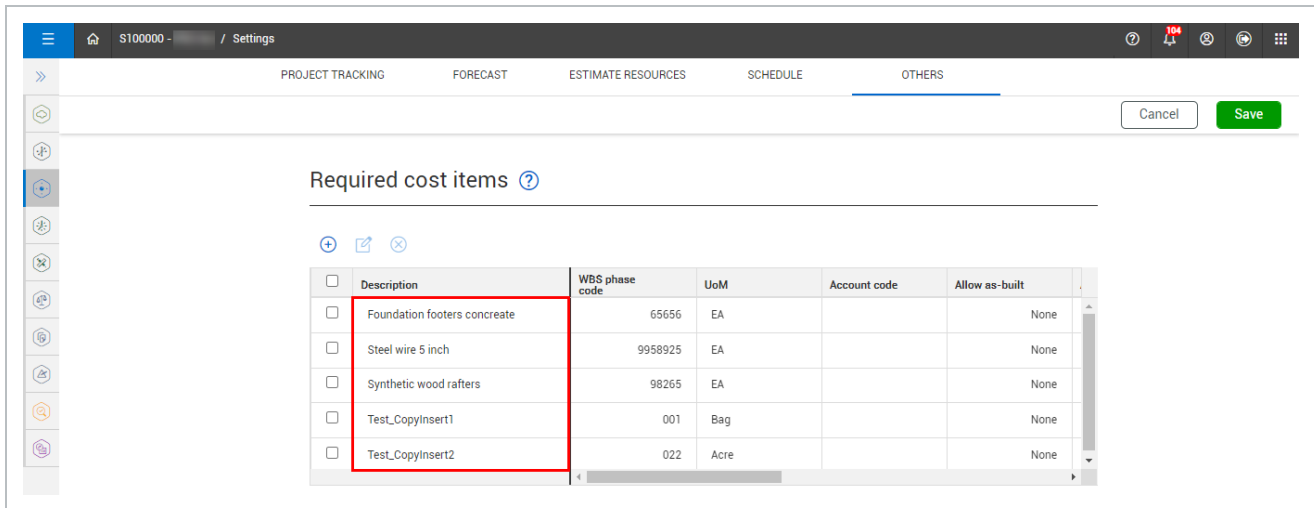 S100000 - / Settings
104
PROJECT TRACKING FORECAST ESTIMATE RESOURCES SCHEDULE OTHERS
Cancel Save
Required cost items
Description WBS phase code UoM Account code Allow as-built
Foundation footers concreate 65656 EA None
Steel wire 5 inch 9958925 EA None
Synthetic wood rafters 98265 EA None
Test_CopyInsert1 001 Bag None
Test_CopyInsert2 022 Acre None